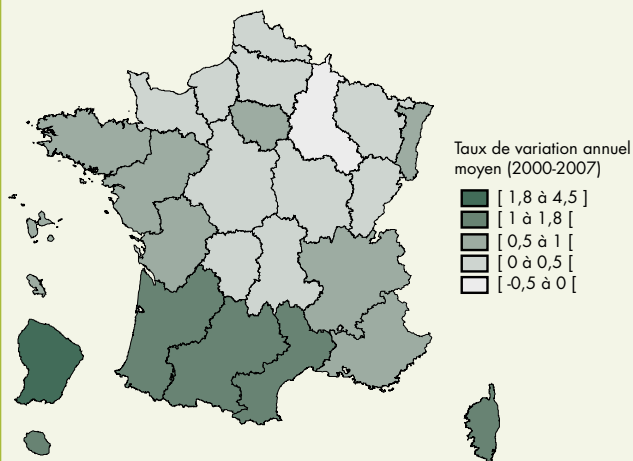 Taux de variation annuel
moyen (2000-2007)
[ 1,8 à 4,5 ]
[ 1 à 1,8 [
[ 0,5 à 1 [
[ 0 à 0,5 [
[ -0,5 à 0 [